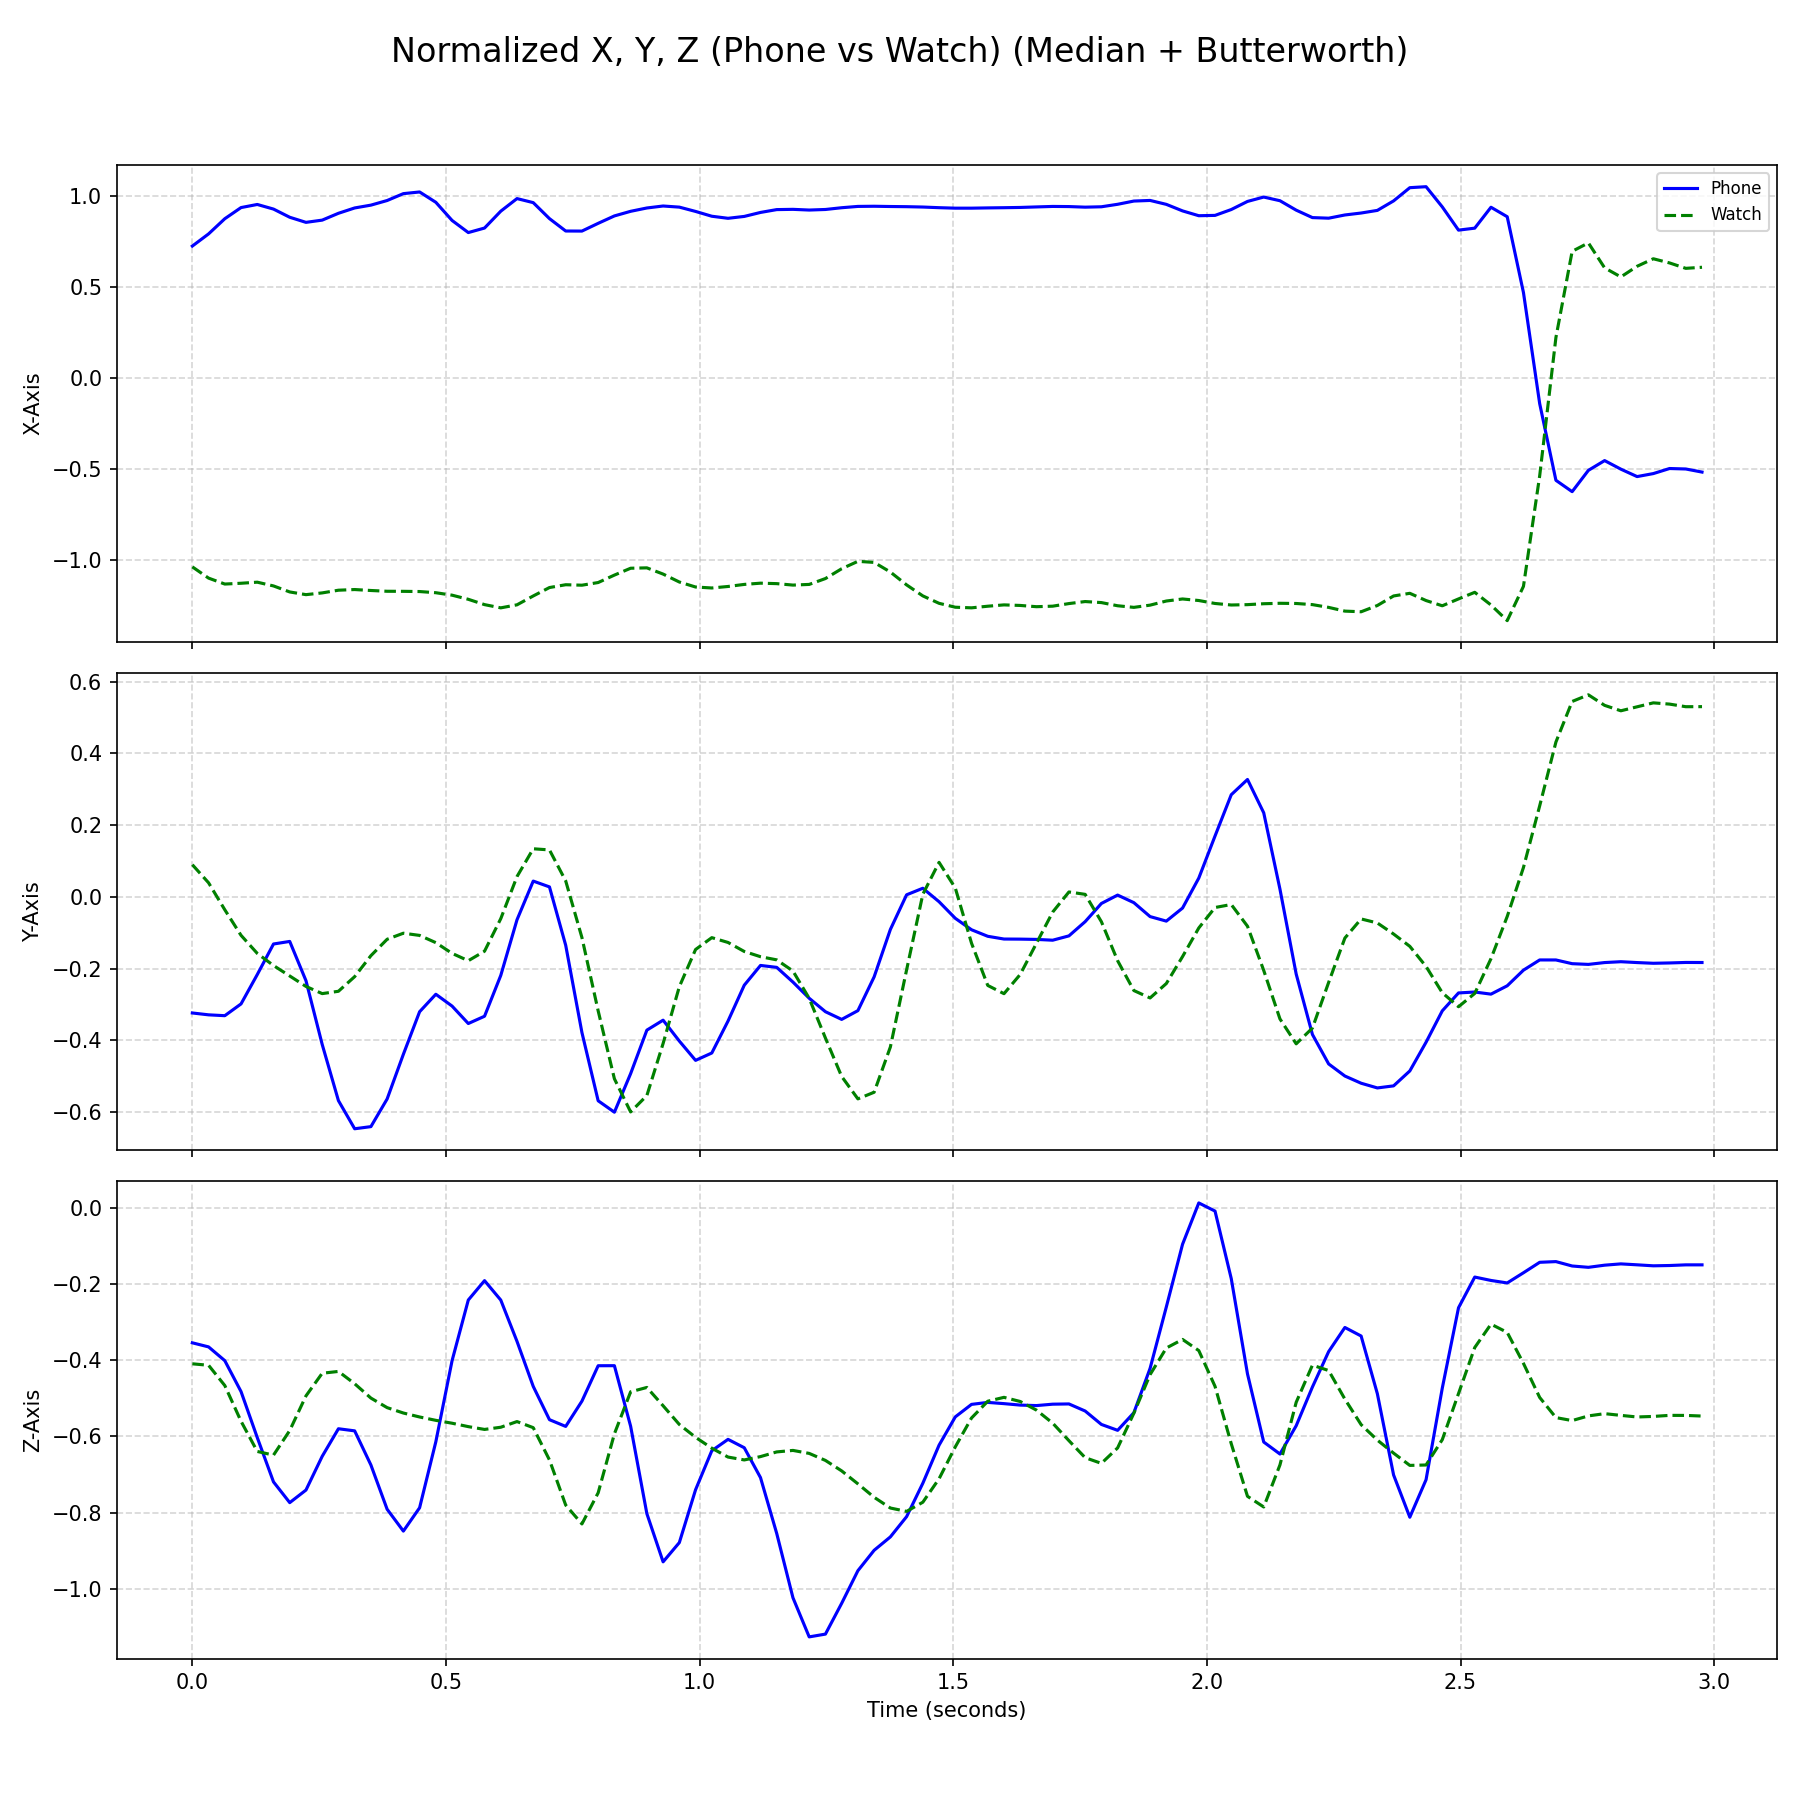 Normalized X, Y, Z (Phone vs Watch) (Median + Butterworth)
Phone
Watch
X-Axis
1.0
0.5
0.0
−0.5
−1.0
Y-Axis
0.6
0.4
0.2
0.0
−0.2
−0.4
−0.6
Z-Axis
0.0
−0.2
−0.4
−0.6
−0.8
−1.0
0.0 0.5 1.0 1.5 2.0 2.5 3.0
Time (seconds)